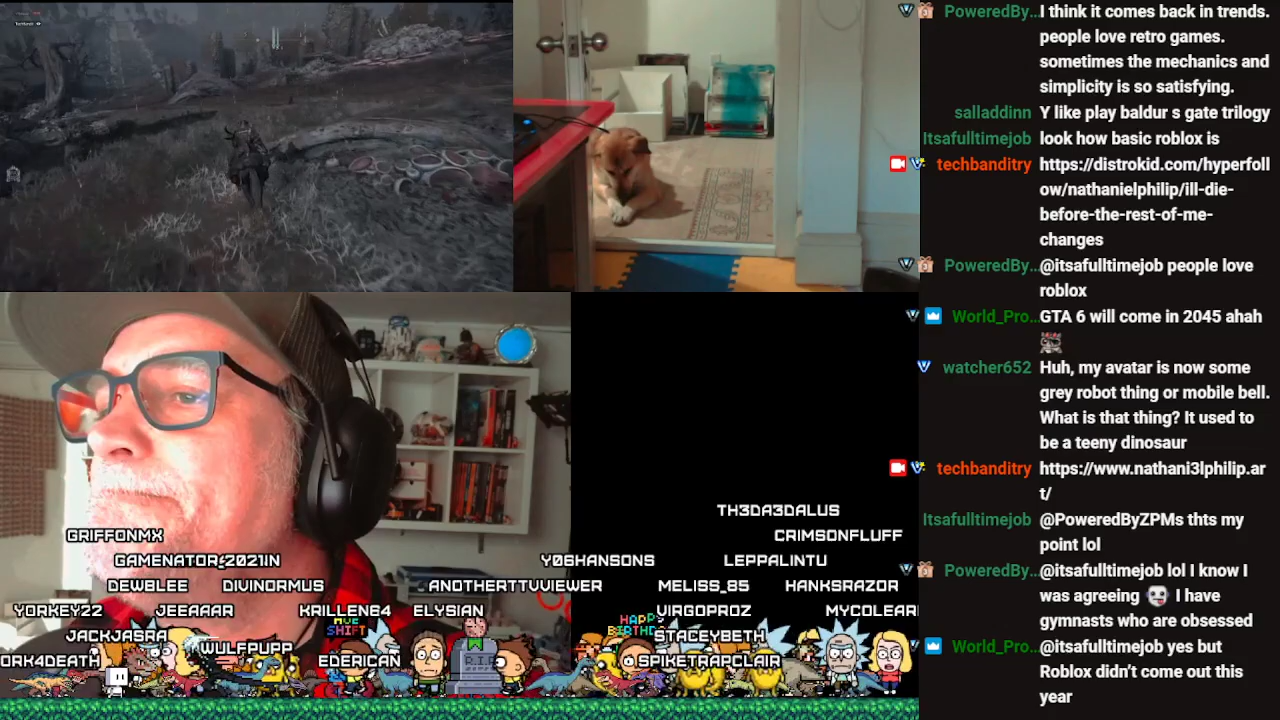 PoweredBy... I think it comes back in trends.
people love retro games.
sometimes the mechanics and
simplicity is so satisfying.
salladdinn Y like play baldur s gate trilogy
Itsafulltimejob look how basic roblox is
techbanditry https://distrokid.com/hyperfoll
ow/nathanielphilip/ill-die-
before-the-rest-of-me-
changes
PoweredBy... @itsafulltimejob people love
roblox
World_Pro... GTA 6 will come in 2045 ahah
watcher652 Huh, my avatar is now some
grey robot thing or mobile bell.
What is that thing? It used to
be a teeny dinosaur
techbanditry https://www.nathani3lphilip.ar
t/
Itsafulltimejob @PoweredByZPMs thts my
point lol
PoweredBy... @itsafulltimejob lol I know I
was agreeing I have
gymnasts who are obsessed
World_Pro... @itsafulltimejob yes but
Roblox didn't come out this
year
TH3DA3DALUS
GRIFFONMX CRIMSONFLUFF
GAMENATOR_2021IN Y06HANSONS LEPPALINTU
DEWBLEE DIVINORMUS ANOTHERTTVVIEWER MELISS_85 HANKSRAZOR
YORKEY22 JEEAAAR KRILLEN64 ELYSIAN VIRGOPROZ MYCOLEARN
JACKJASRA STACEYBETH
WULFPUPP
ORK4DEATH EDERICAN SPIKETRAPCLAIR
SHIFT
HAPPY
BIRTHD
R.I.P